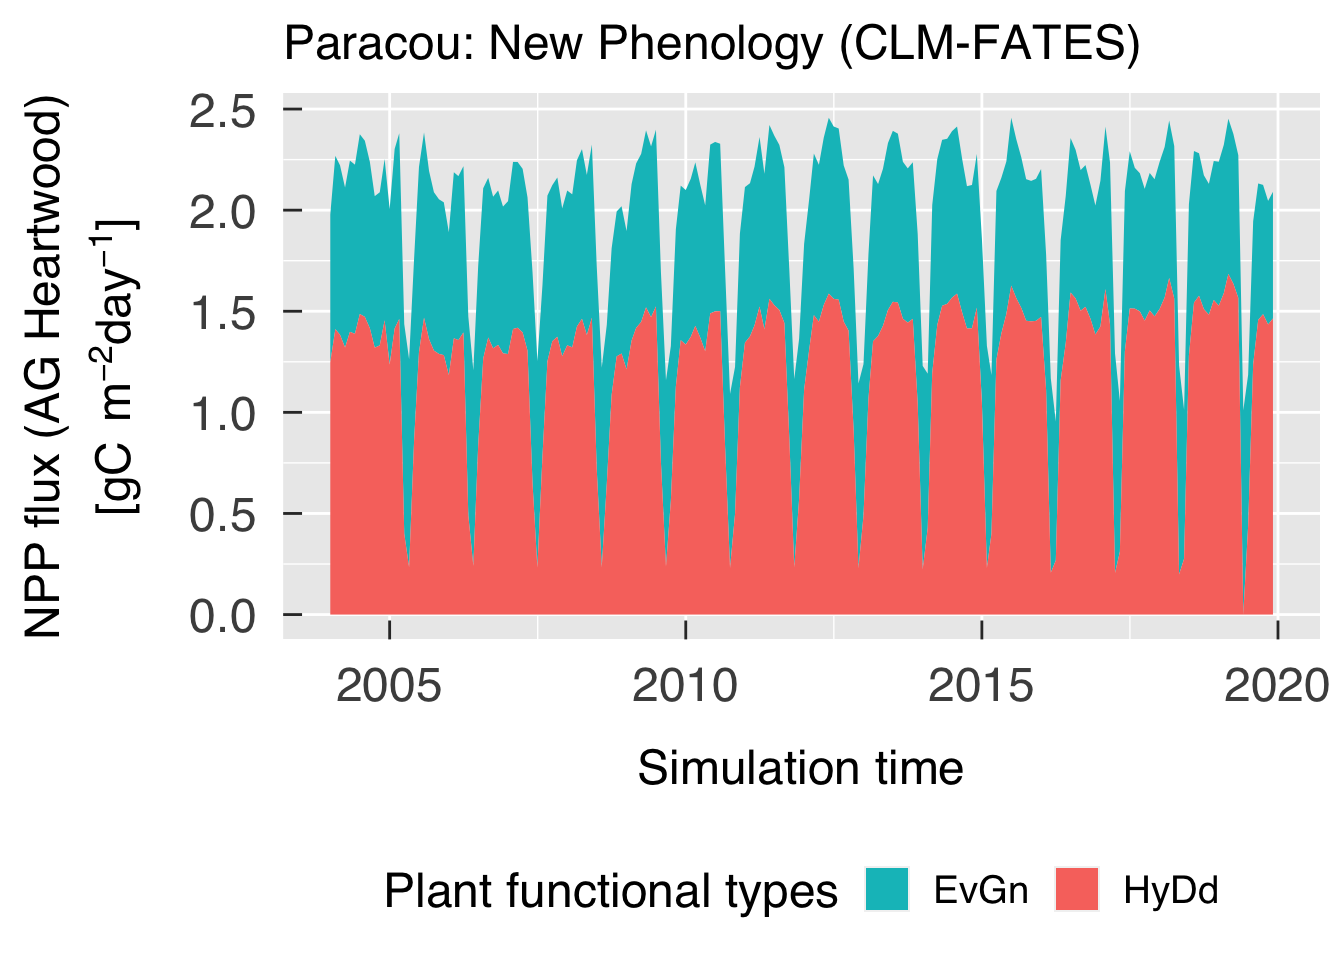 Paracou: New Phenology (CLM-FATES)
NPP flux (AG Heartwood)
[gC m⁻²day⁻¹]
2.5
2.0
1.5
1.0
0.5
0.0
2005 2010 2015 2020
Simulation time
Plant functional types EvGn HyDd